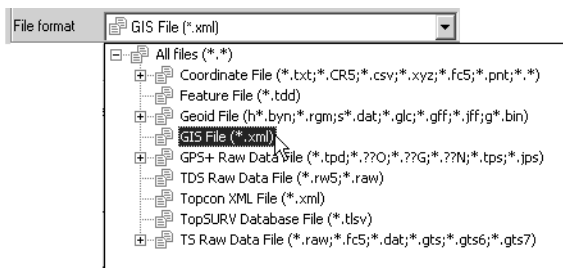 File format GIS File (*.xml)
All files (*.*)
Coordinate File (*.txt;*.CR5;*.csv;*.xyz;*.fc5;*.pnt;*.*)
Feature File (*.tdd)
Geoid File (h*.byn;*.rgm;s*.dat;*.glc;*.gff;*.jff;g*.bin)
GIS File (*.xml)
GPS+ Raw Data File (*.tpd;*.??O;*.??G;*.??N;*.tps;*.jps)
TDS Raw Data File (*.rw5;*.raw)
Topcon XML File (*.xml)
TopSURV Database File (*.tlsv)
TS Raw Data File (*.raw;*.fc5;*.dat;*.gts;*.gts6;*.gts7)